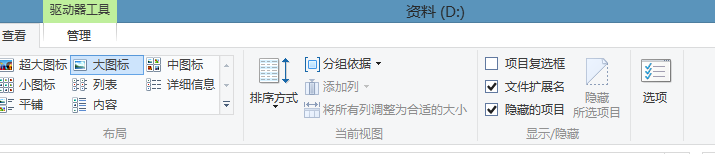 驱动器工具
资料 (D:)
查看
管理
超大图标
大图标
中图标
小图标
列表
详细信息
平铺
内容
布局
排序方式
分组依据
添加列
将所有列调整为合适的大小
当前视图
项目复选框
文件扩展名
隐藏的项目
隐藏
所选项目
显示/隐藏
选项